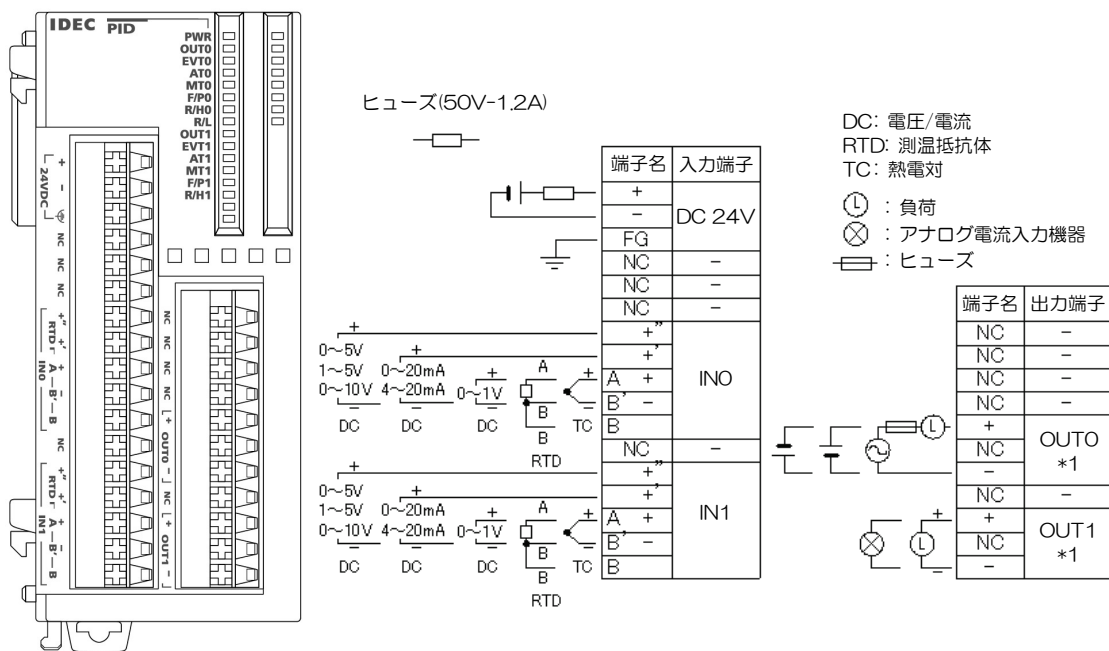 IDEC PID
PWR
OUT0
EVT0
AT0
MT0
F/P0
R/H0
R/L
OUT1
EVT1
AT1
MT1
F/P1
R/H1
+
-
24VDC
NC
NC
NC
+"
+'
RTD
A
B'
B
+
-
IN0
NC
+"
+'
RTD
A
B'
B
+
-
IN1
NC
NC
NC
NC
+
OUT0
-
NC
+
OUT1
-
ヒューズ(50V-1.2A)
端子名 入力端子
+
- DC 24V
FG
NC -
NC -
NC -
+"
+'
A + IN0
B' -
B
NC -
+"
+'
A + IN1
B' -
B
+
0~5V
1~5V
0~10V
-
DC
+
0~20mA
4~20mA
-
DC
+
0~1V
-
DC
A
B
B
RTD
+
-
TC
+
0~5V
1~5V
0~10V
-
DC
+
0~20mA
4~20mA
-
DC
+
0~1V
-
DC
A
B
B
RTD
+
-
TC
DC: 電圧/電流
RTD: 測温抵抗体
TC: 熱電対
L : 負荷
: アナログ電流入力機器
: ヒューズ
端子名 出力端子
NC -
NC -
NC -
NC -
+ OUT0
NC *1
-
NC -
+ OUT1
NC *1
-
L
L
+
-